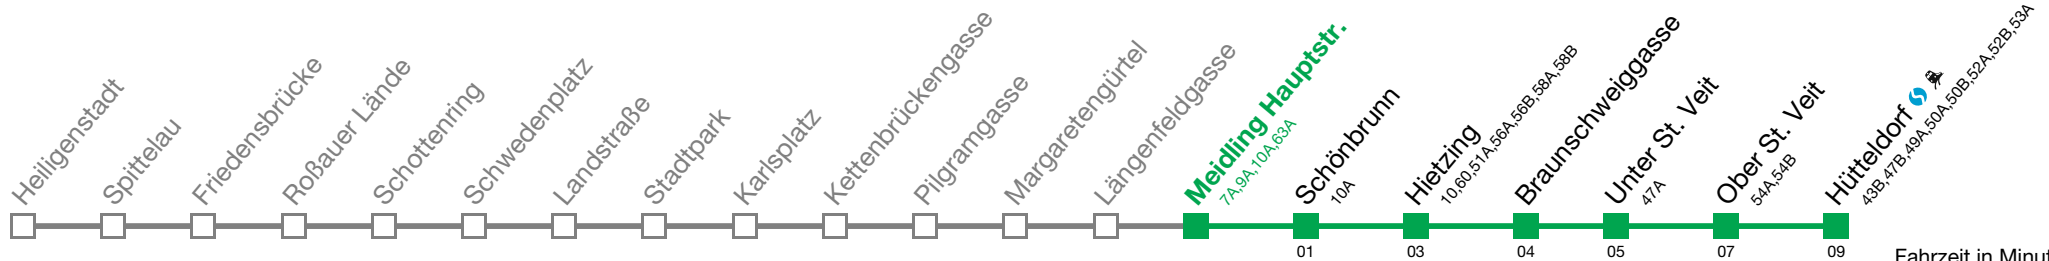 Heiligenstadt
Spittelau
Friedensbrücke
Roßauer Lände
Schottenring
Schwedenplatz
Landstraße
Stadtpark
Karlsplatz
Kettenbrückengasse
Pilgramgasse
Margaretengürtel
Längenfeldgasse
Meidling Hauptstr.
7A,9A,10A,63A
Schönbrunn
10A
Hietzing
10,60,51A,56A,56B,58A,58B
Braunschweiggasse
Unter St. Veit
47A
Ober St. Veit
54A,54B
Hütteldorf
43B,47B,49A,50A,50B,52A,52B,53A
01
03
04
05
07
09
Fahrzeit in